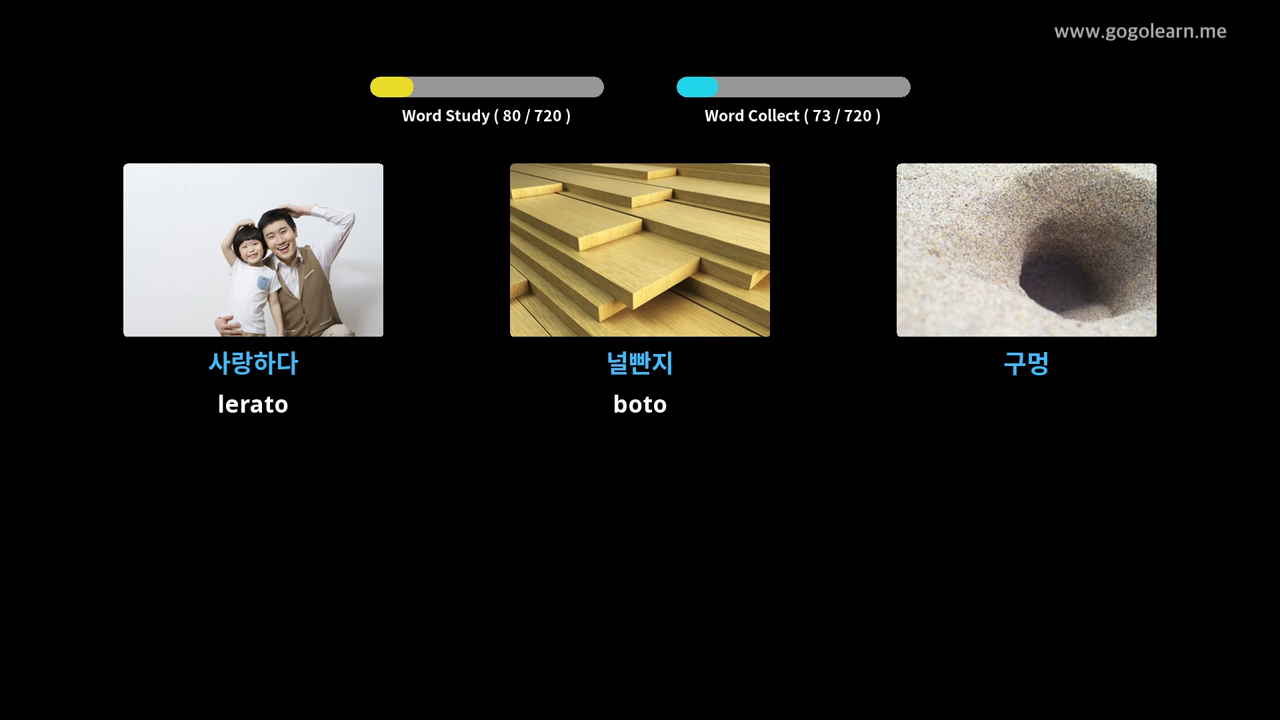 www.gogolearn.me
Word Study ( 80 / 720 )
Word Collect ( 73 / 720 )
사랑하다
lerato
널빤지
boto
구멍